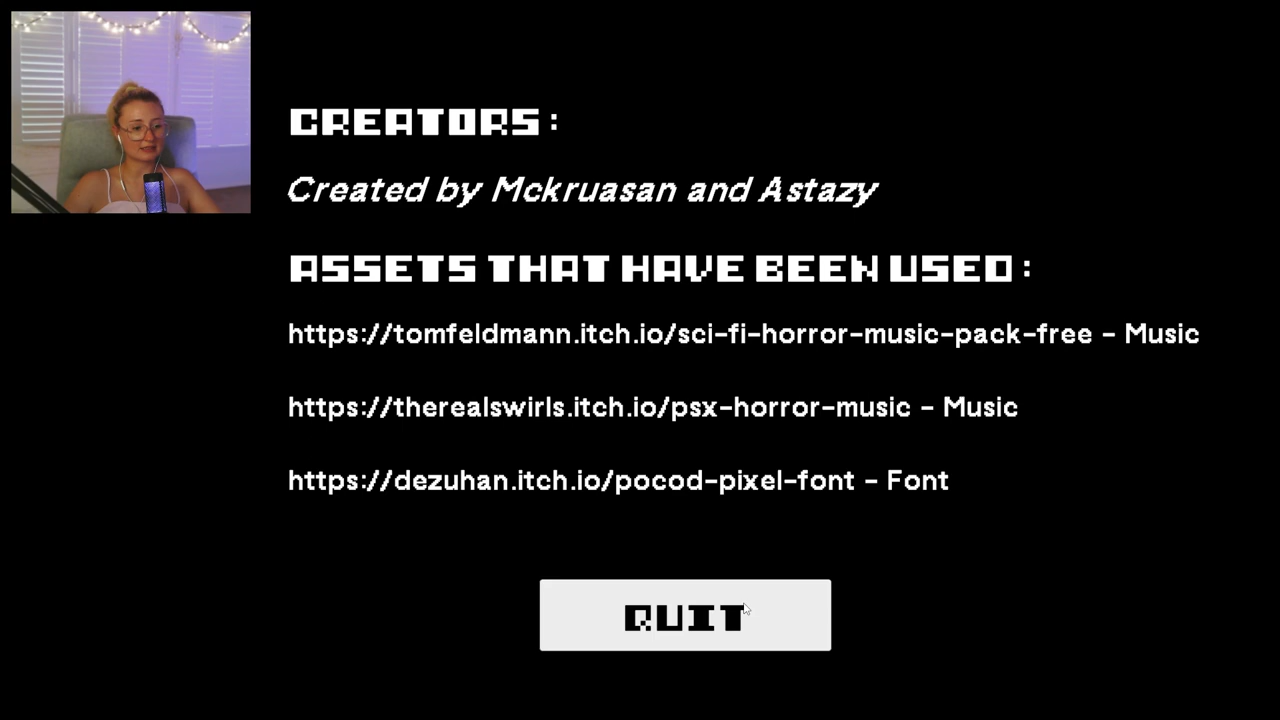 CREATORS:
Created by Mckruasan and Astazy
ASSETS THAT HAVE BEEN USED:
https://tomfeldmann.itch.io/sci-fi-horror-music-pack-free - Music
https://therealswirls.itch.io/psx-horror-music - Music
https://dezuhan.itch.io/pocod-pixel-font - Font
QUIT